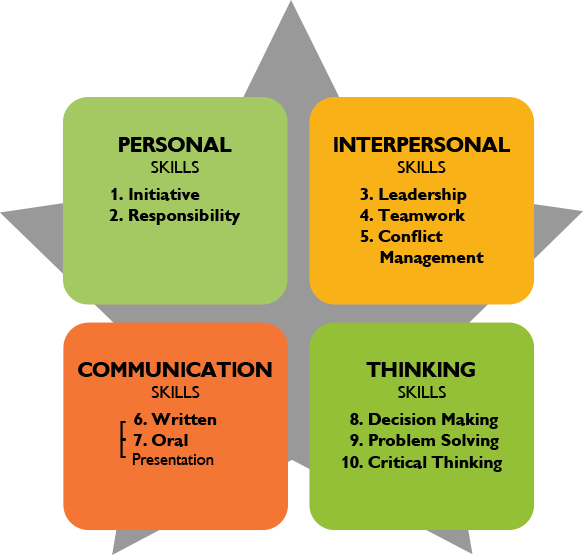 PERSONAL
SKILLS
1. Initiative
2. Responsibility
INTERPERSONAL
SKILLS
3. Leadership
4. Teamwork
5. Conflict
Management
COMMUNICATION
SKILLS
6. Written
7. Oral
Presentation
THINKING
SKILLS
8. Decision Making
9. Problem Solving
10. Critical Thinking